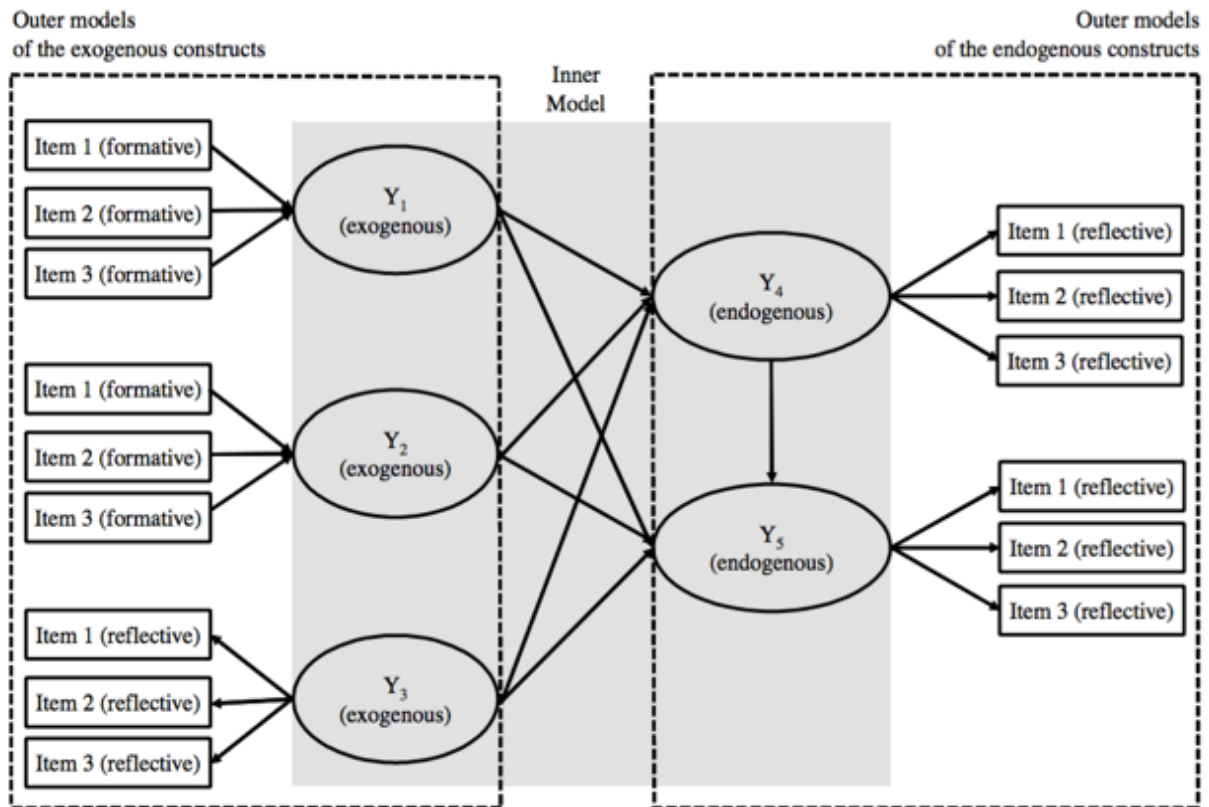 Outer models
of the exogenous constructs
Inner
Model
Outer models
of the endogenous constructs
Item 1 (formative)
Item 2 (formative)
Item 3 (formative)
Y1
(exogenous)
Item 1 (formative)
Item 2 (formative)
Item 3 (formative)
Y2
(exogenous)
Item 1 (reflective)
Item 2 (reflective)
Item 3 (reflective)
Y3
(exogenous)
Y4
(endogenous)
Item 1 (reflective)
Item 2 (reflective)
Item 3 (reflective)
Y5
(endogenous)
Item 1 (reflective)
Item 2 (reflective)
Item 3 (reflective)